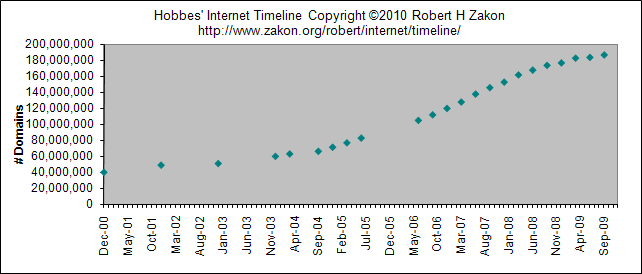 Hobbes' Internet Timeline Copyright ©2010 Robert H Zakon
http://www.zakon.org/robert/internet/timeline/
# Domains
200,000,000
180,000,000
160,000,000
140,000,000
120,000,000
100,000,000
80,000,000
60,000,000
40,000,000
20,000,000
0
Dec-00
May-01
Oct-01
Mar-02
Aug-02
Jan-03
Jun-03
Nov-03
Apr-04
Sep-04
Feb-05
Jul-05
Dec-05
May-06
Oct-06
Mar-07
Aug-07
Jan-08
Jun-08
Nov-08
Apr-09
Sep-09